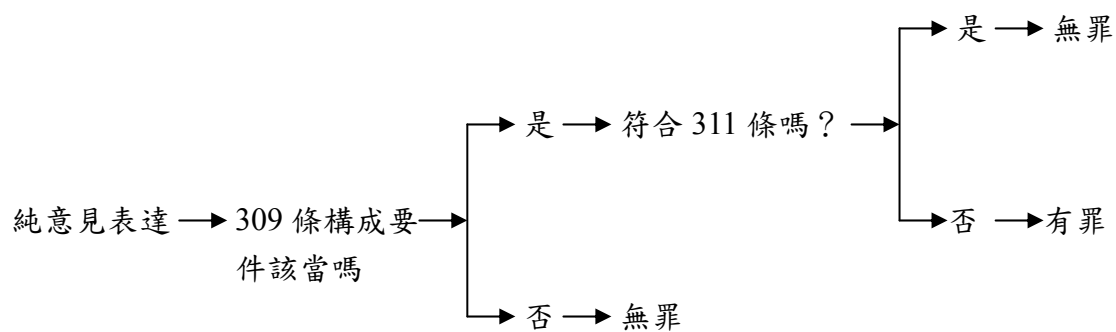 是 無罪
是 符合 311 條嗎？
純意見表達 309 條構成要
件該當嗎
否 有罪
否 無罪